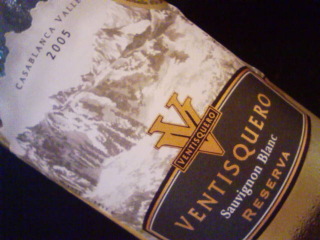 CASABLANCA VALLEY
2005
V
VENTISQUERO
VENTISQUERO
Sauvignon Blanc
RESERVA